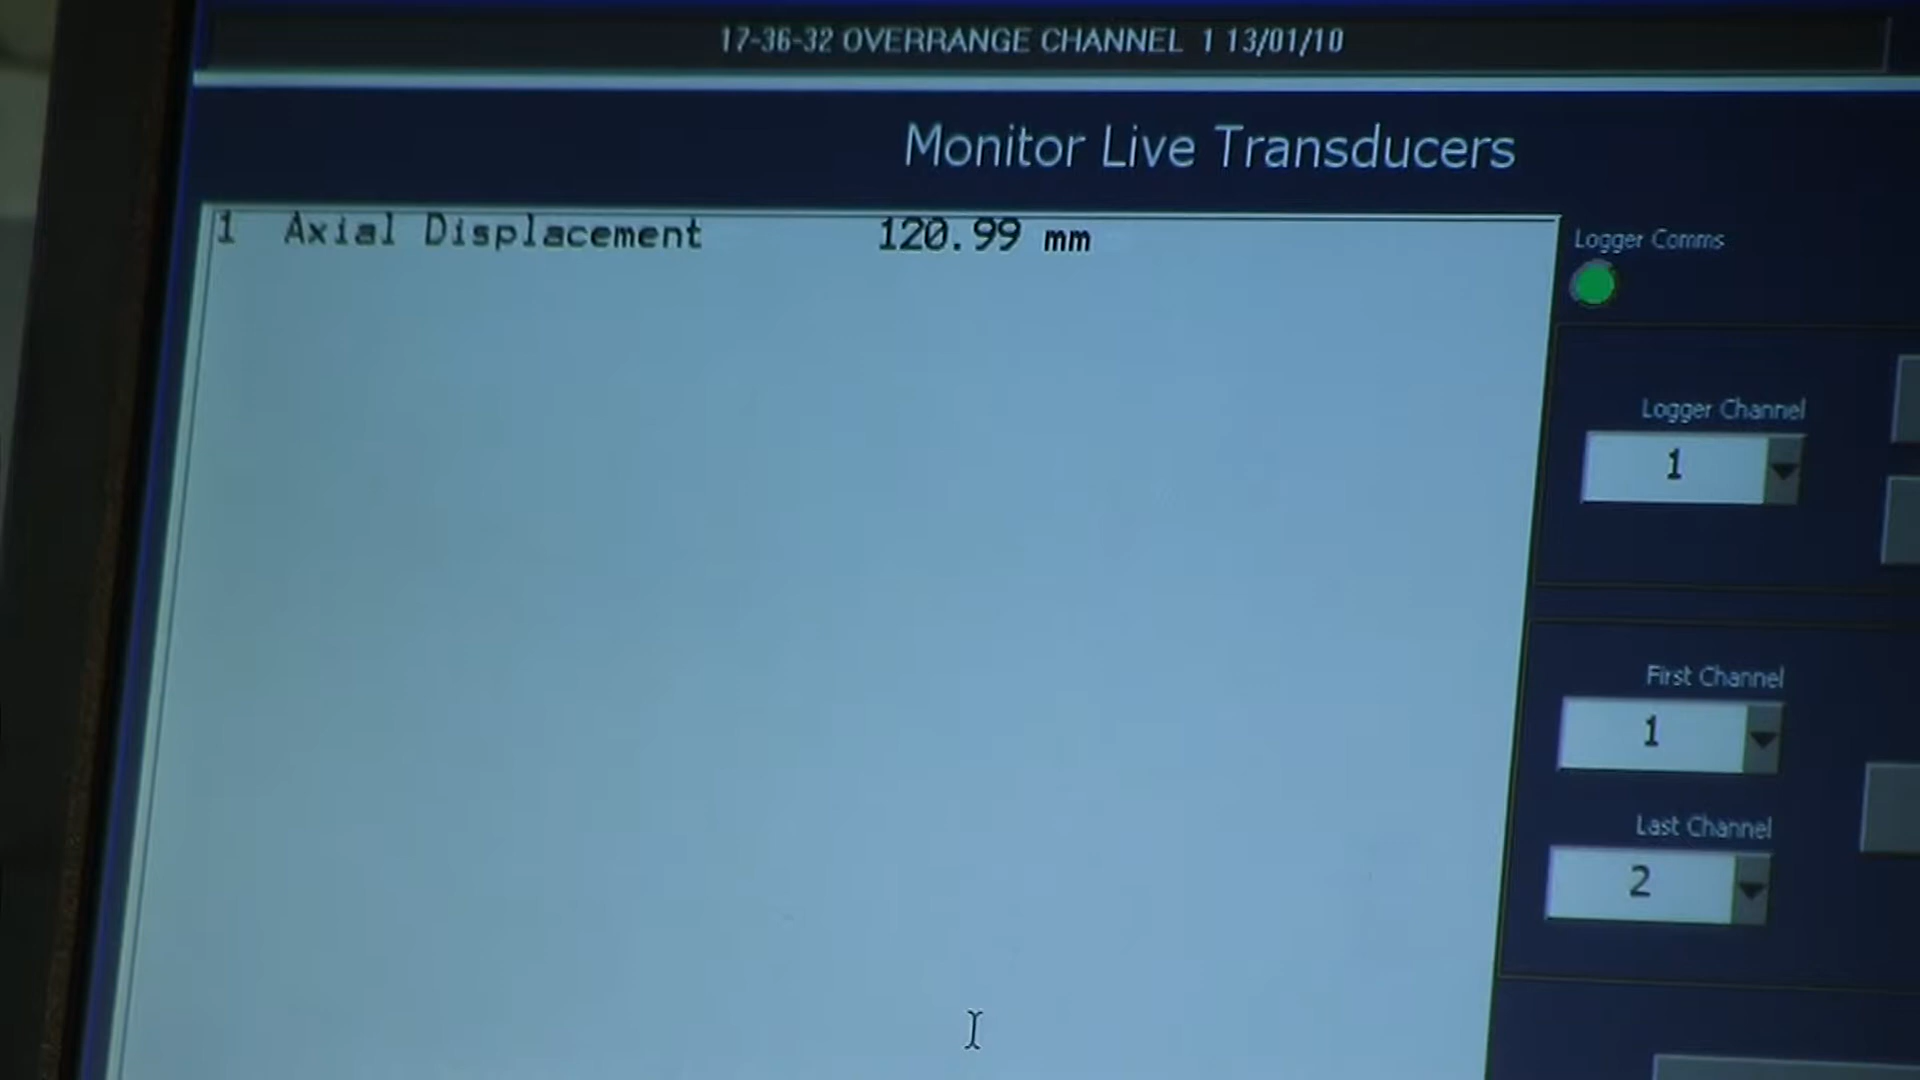 17-36-32 OVERRANGE CHANNEL 1 13/01/10
Monitor Live Transducers
1 Axial Displacement 120.99 mm
Logger Comms
Logger Channel
1
First Channel
1
Last Channel
2